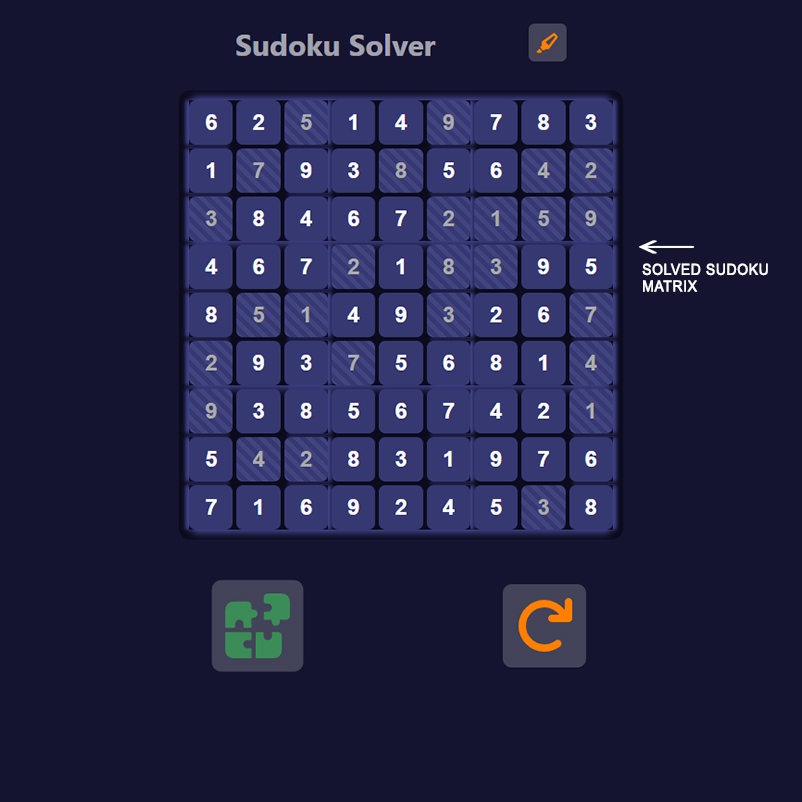 Sudoku Solver
6 2 5 1 4 9 7 8 3
1 7 9 3 8 5 6 4 2
3 8 4 6 7 2 1 5 9
4 6 7 2 1 8 3 9 5
8 5 1 4 9 3 2 6 7
2 9 3 7 5 6 8 1 4
9 3 8 5 6 7 4 2 1
5 4 2 8 3 1 9 7 6
7 1 6 9 2 4 5 3 8
SOLVED SUDOKU
MATRIX